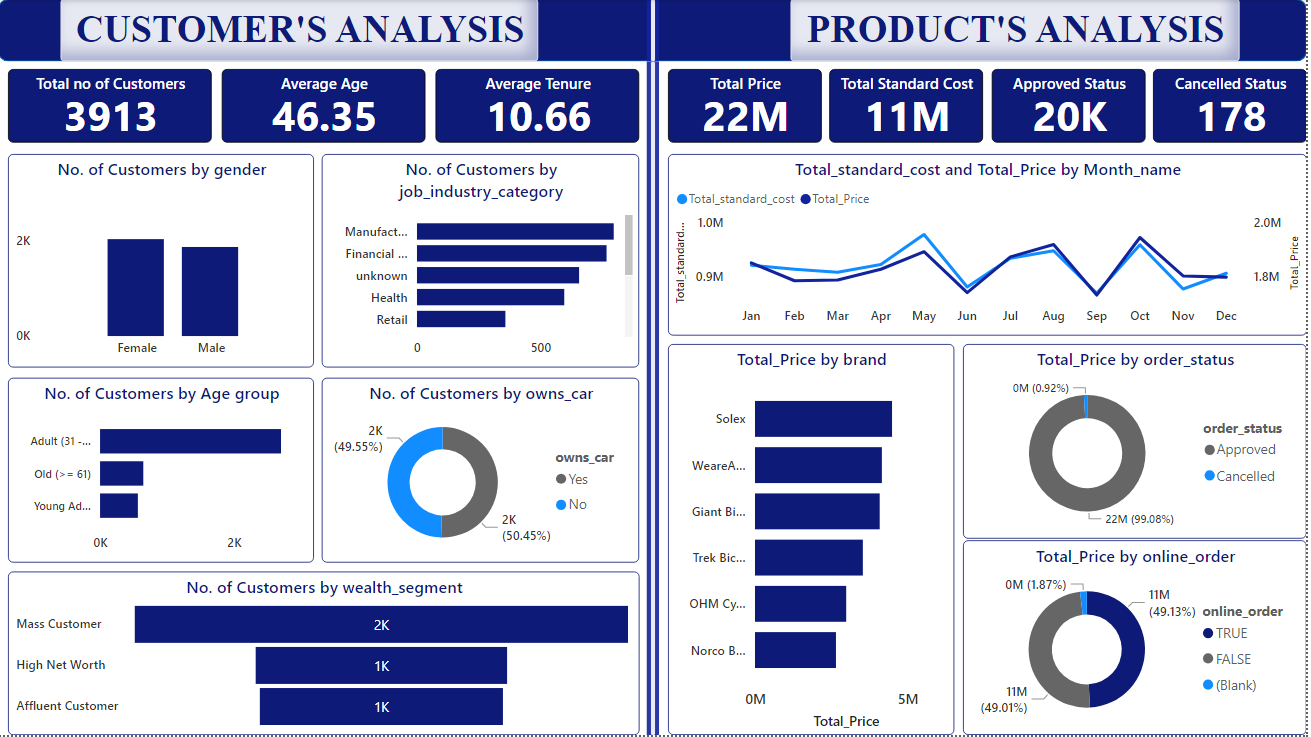 CUSTOMER'S ANALYSIS
Total no of Customers
3913
Average Age
46.35
Average Tenure
10.66
No. of Customers by gender
2K
0K
Female
Male
No. of Customers by
job_industry_category
Manufact...
Financial ...
unknown
Health
Retail
0
500
No. of Customers by Age group
Adult (31 -...
Old (>= 61)
Young Ad...
0K
2K
No. of Customers by owns_car
2K
(49.55%)
2K
(50.45%)
owns_car
Yes
No
No. of Customers by wealth_segment
Mass Customer
2K
High Net Worth
1K
Affluent Customer
1K
PRODUCT'S ANALYSIS
Total Price
22M
Total Standard Cost
11M
Approved Status
20K
Cancelled Status
178
Total_standard_cost and Total_Price by Month_name
Total_standard_cost
Total_Price
Total_standard...
1.0M
0.9M
2.0M
1.8M
Total_Price
Jan
Feb
Mar
Apr
May
Jun
Jul
Aug
Sep
Oct
Nov
Dec
Total_Price by brand
Solex
WeareA...
Giant Bi...
Trek Bic...
OHM Cy...
Norco B...
0M
5M
Total_Price
Total_Price by order_status
0M (0.92%)
22M (99.08%)
order_status
Approved
Cancelled
Total_Price by online_order
0M (1.87%)
11M
(49.13%)
11M
(49.01%)
online_order
TRUE
FALSE
(Blank)